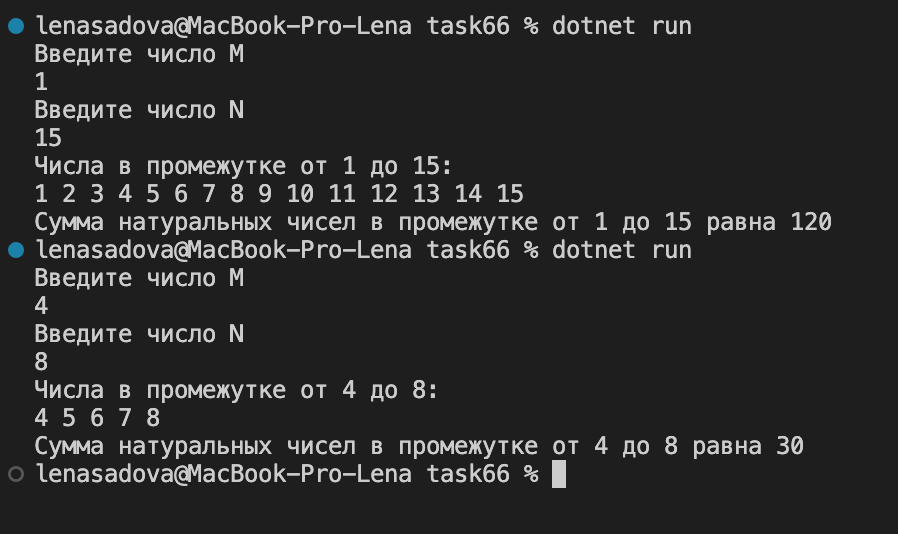 lenasadova@MacBook-Pro-Lena task66 % dotnet run
Введите число M
1
Введите число N
15
Числа в промежутке от 1 до 15:
1 2 3 4 5 6 7 8 9 10 11 12 13 14 15
Сумма натуральных чисел в промежутке от 1 до 15 равна 120
lenasadova@MacBook-Pro-Lena task66 % dotnet run
Введите число M
4
Введите число N
8
Числа в промежутке от 4 до 8:
4 5 6 7 8
Сумма натуральных чисел в промежутке от 4 до 8 равна 30
lenasadova@MacBook-Pro-Lena task66 %